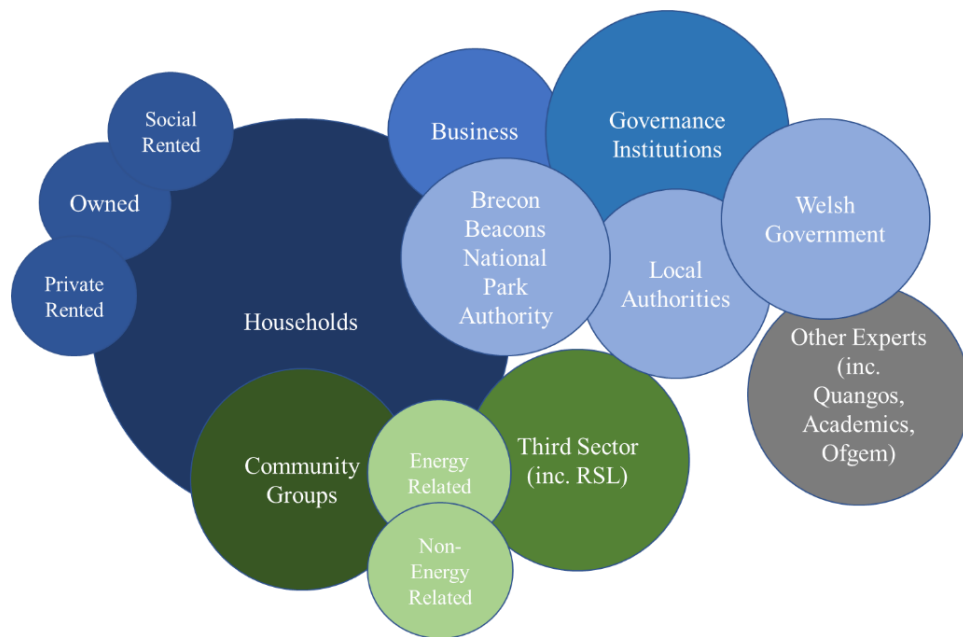 Social
Rented
Owned
Private
Rented
Households
Business
Governance
Institutions
Brecon
Beacons
National
Park
Authority
Local
Authorities
Welsh
Government
Other Experts
(inc.
Quangos,
Academics,
Ofgem)
Community
Groups
Energy
Related
Non-
Energy
Related
Third Sector
(inc. RSL)